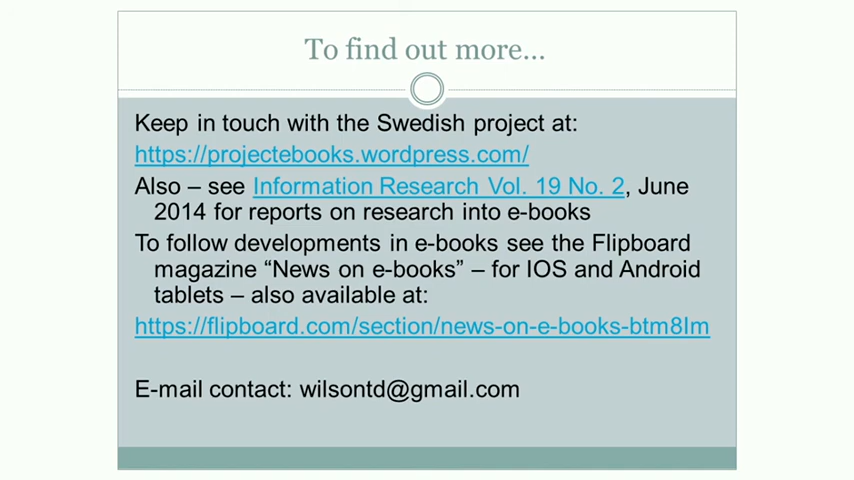 To find out more…
Keep in touch with the Swedish project at:
https://projectebooks.wordpress.com/
Also – see Information Research Vol. 19 No. 2, June
2014 for reports on research into e-books
To follow developments in e-books see the Flipboard
magazine “News on e-books” – for IOS and Android
tablets – also available at:
https://flipboard.com/section/news-on-e-books-btm8Im
E-mail contact: wilsontd@gmail.com